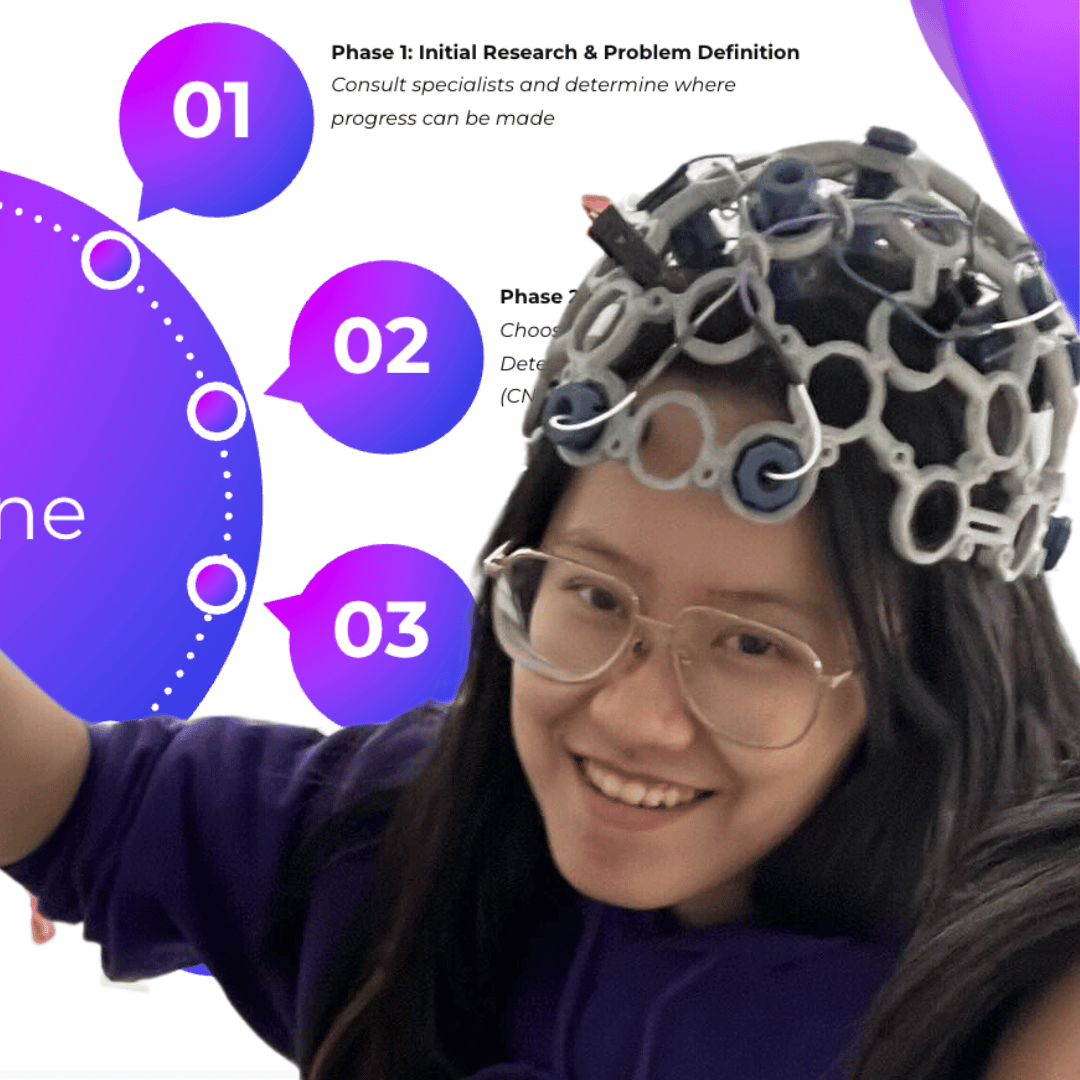 01
Phase 1: Initial Research & Problem Definition
Consult specialists and determine where
progress can be made
02
Phase
03
ne